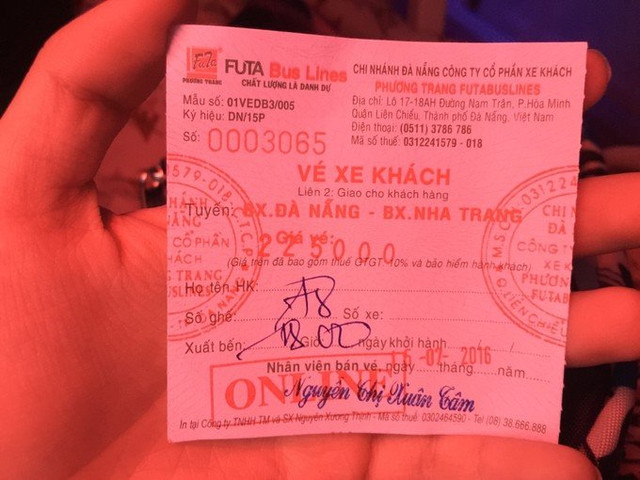 FUTA Bus Lines
PHƯƠNG TRANG
CHẤT LƯỢNG LÀ DANH DỰ
Mẫu số: 01VEDB3/005
Ký hiệu: DN/15P
Số: 0003065
CHI NHÁNH ĐÀ NẴNG CÔNG TY CỔ PHẦN XE KHÁCH
PHƯƠNG TRANG FUTABUSLINES
Địa chỉ: Lô 17-18AH Đường Nam Trân, P.Hòa Minh
Quận Liên Chiểu, Thành phố Đà Nẵng, Việt Nam
Điện thoại: (0511) 3786 786
Mã số thuế: 0312241579 - 018
VÉ XE KHÁCH
Liên 2: Giao cho khách hàng
Tuyến: BX.ĐÀ NẴNG - BX.NHA TRANG
Giá vé:
225000
(Giá trên đã bao gồm thuế GTGT: 10% và bảo hiểm hành khách)
Họ tên HK:
Số ghế: A8 Số xe:
Xuất bến: 18:00 Giờ ngày khởi hành
15-07-2016
Nhân viên bán vé, ngày......tháng......năm......
ONLINE
Nguyễn Thị Xuân Tâm
In tại Công ty TNHH TM và SX Nguyễn Xương Thịnh - Mã số thuế: 0302464590 - Tel (08) 38.666.888